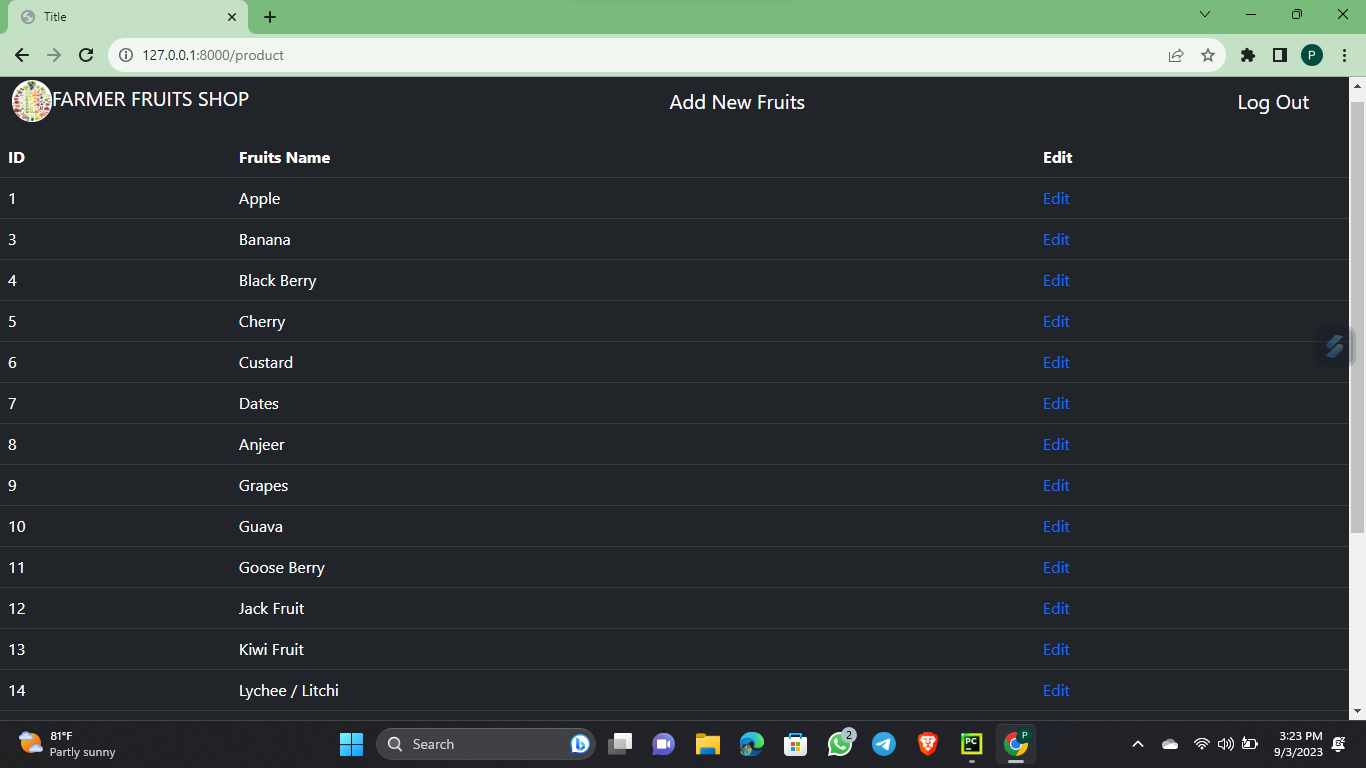 Title
127.0.0.1:8000/product
P
FARMER FRUITS SHOP
Add New Fruits
Log Out
ID Fruits Name Edit
1 Apple Edit
3 Banana Edit
4 Black Berry Edit
5 Cherry Edit
6 Custard Edit
7 Dates Edit
8 Anjeer Edit
9 Grapes Edit
10 Guava Edit
11 Goose Berry Edit
12 Jack Fruit Edit
13 Kiwi Fruit Edit
14 Lychee / Litchi Edit
81°F
Partly sunny
Search
2
PC
P
3:23 PM
9/3/2023